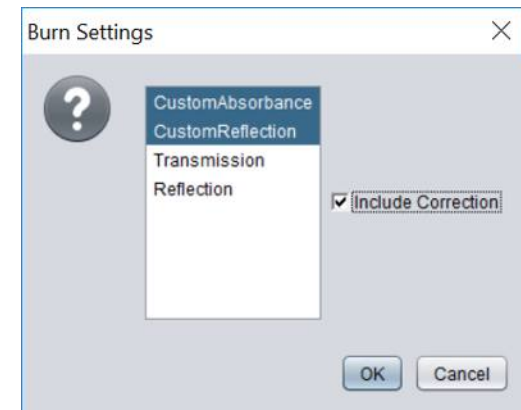 Burn Settings
?
CustomAbsorbance
CustomReflection
Transmission
Reflection
Include Correction
OK
Cancel